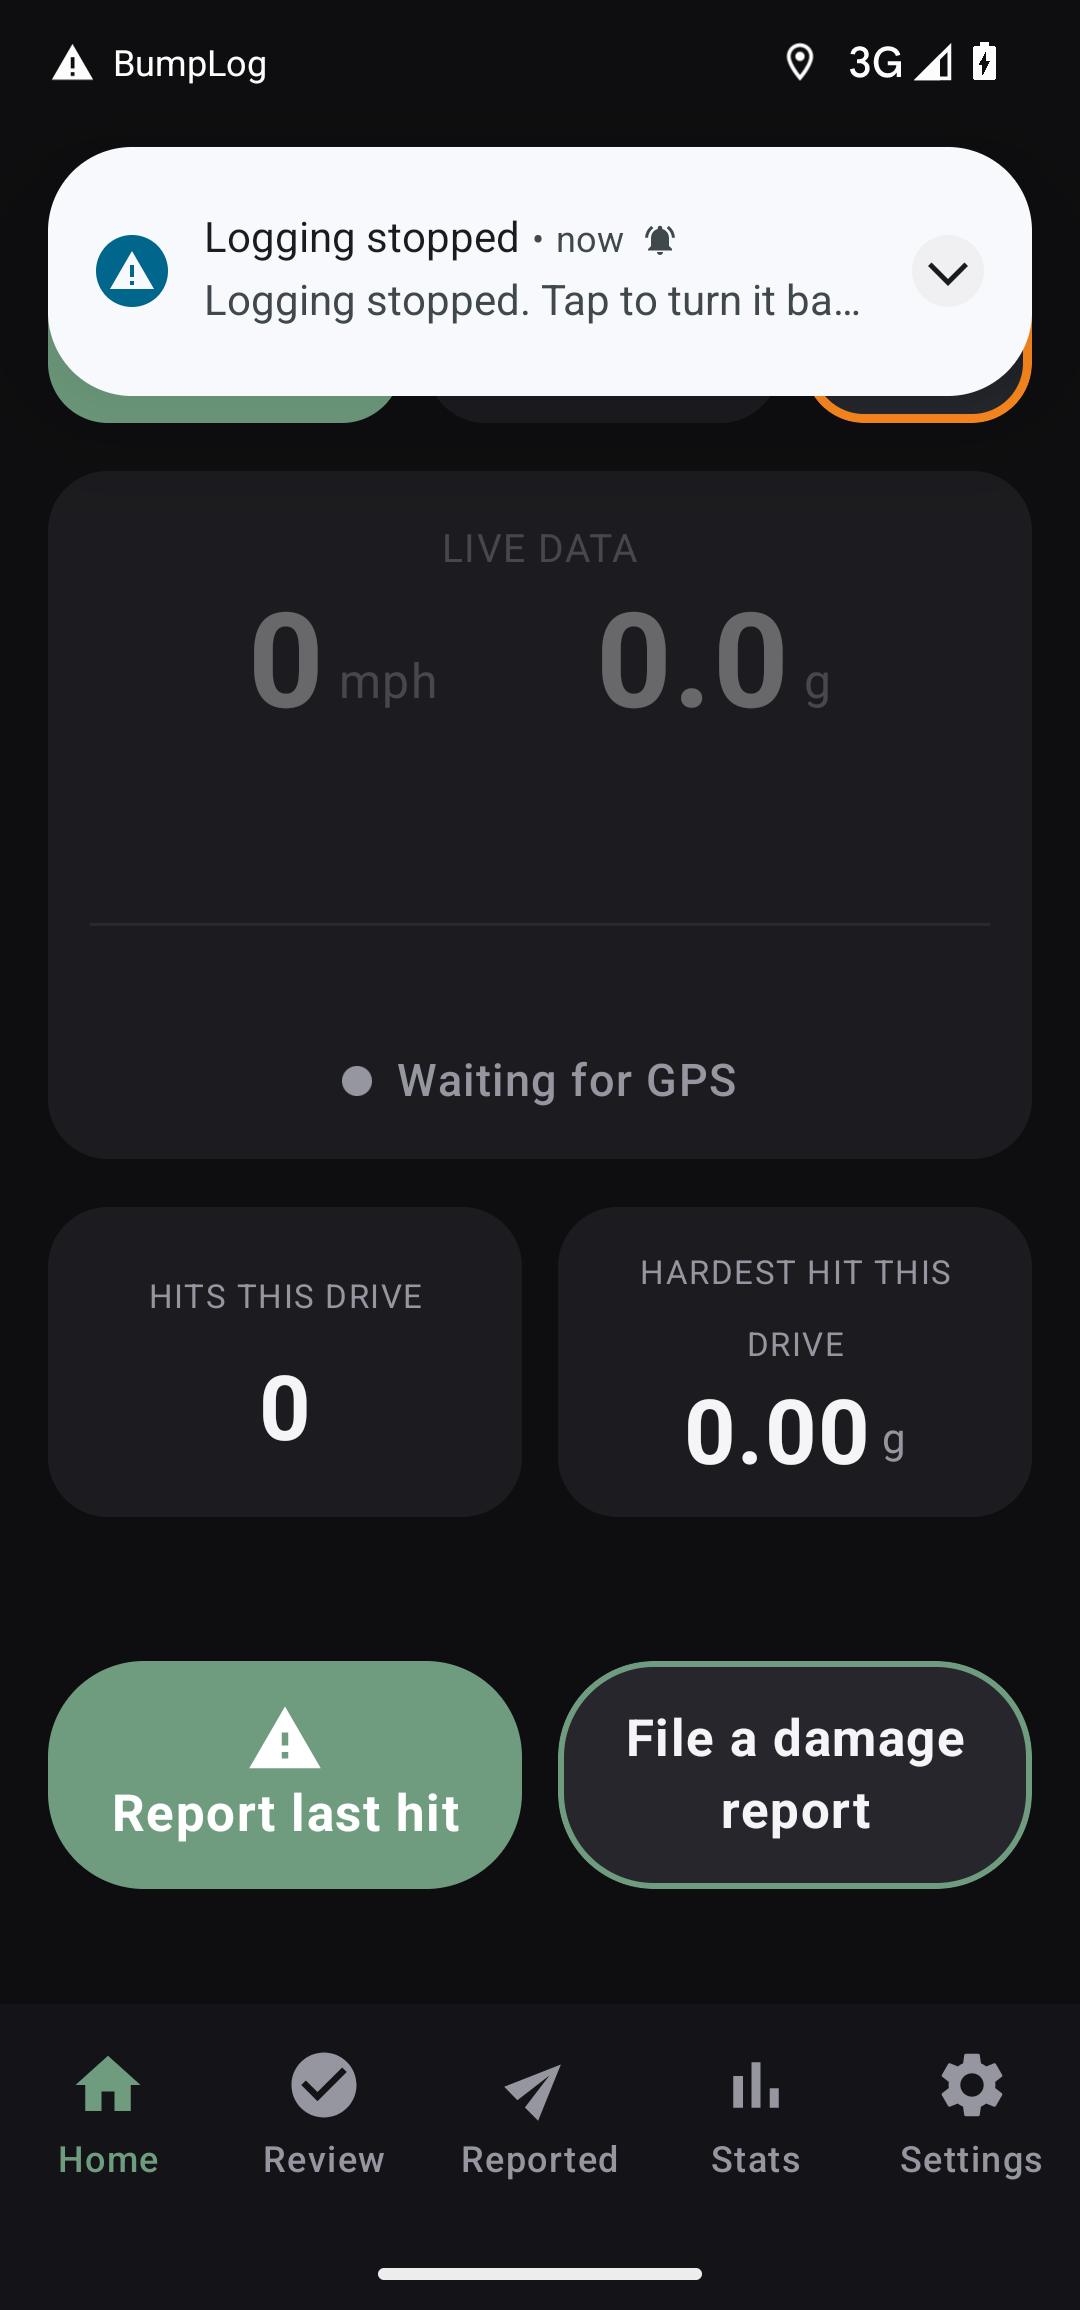 BumpLog
3G
Logging stopped • now
Logging stopped. Tap to turn it ba…
LIVE DATA
0 mph 0.0 g
Waiting for GPS
HITS THIS DRIVE
0
HARDEST HIT THIS
DRIVE
0.00 g
Report last hit
File a damage
report
Home Review Reported Stats Settings